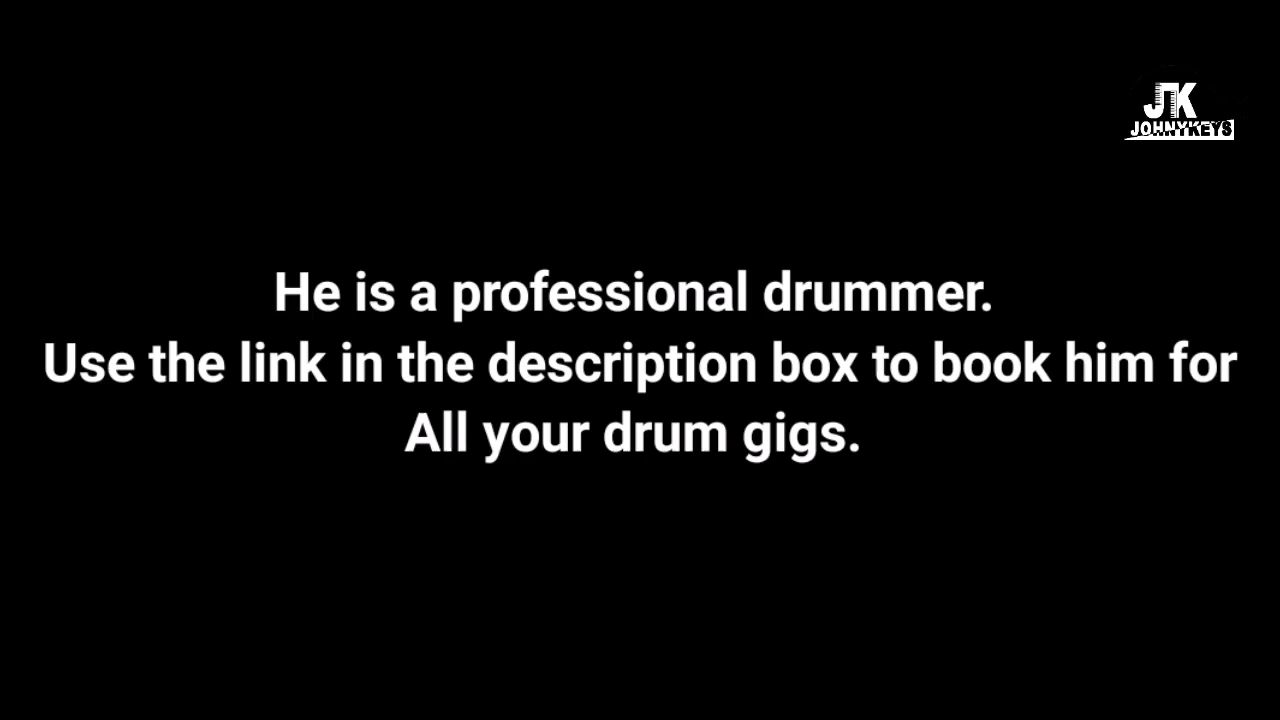 JK
JOHNYKEYS
He is a professional drummer.
Use the link in the description box to book him for
All your drum gigs.